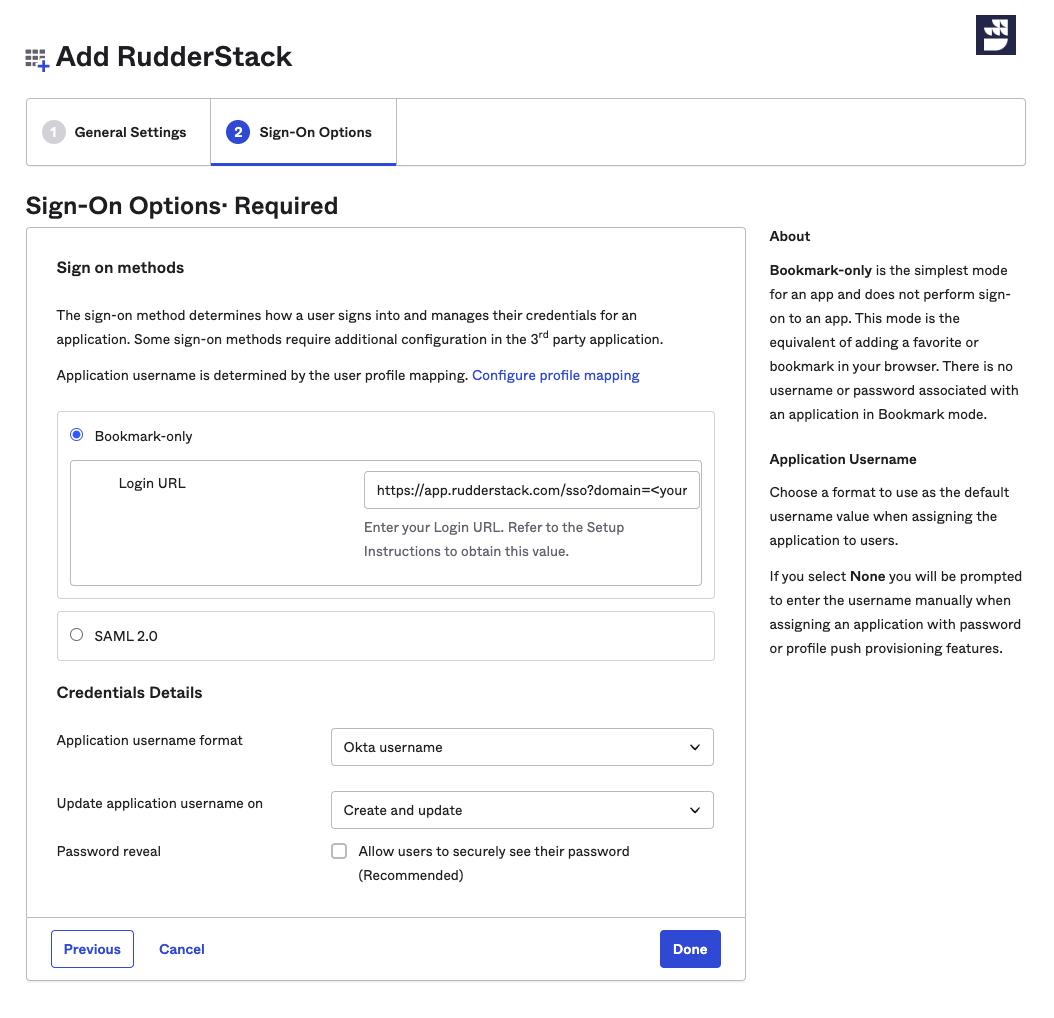 Add RudderStack
1 General Settings
2 Sign-On Options
Sign-On Options· Required
Sign on methods
The sign-on method determines how a user signs into and manages their credentials for an
application. Some sign-on methods require additional configuration in the 3rd party application.
Application username is determined by the user profile mapping. Configure profile mapping
Bookmark-only
Login URL
https://app.rudderstack.com/sso?domain=<your
Enter your Login URL. Refer to the Setup
Instructions to obtain this value.
SAML 2.0
Credentials Details
Application username format
Okta username
Update application username on
Create and update
Password reveal
Allow users to securely see their password
(Recommended)
Previous
Cancel
Done
About
Bookmark-only is the simplest mode
for an app and does not perform sign-
on to an app. This mode is the
equivalent of adding a favorite or
bookmark in your browser. There is no
username or password associated with
an application in Bookmark mode.
Application Username
Choose a format to use as the default
username value when assigning the
application to users.
If you select None you will be prompted
to enter the username manually when
assigning an application with password
or profile push provisioning features.